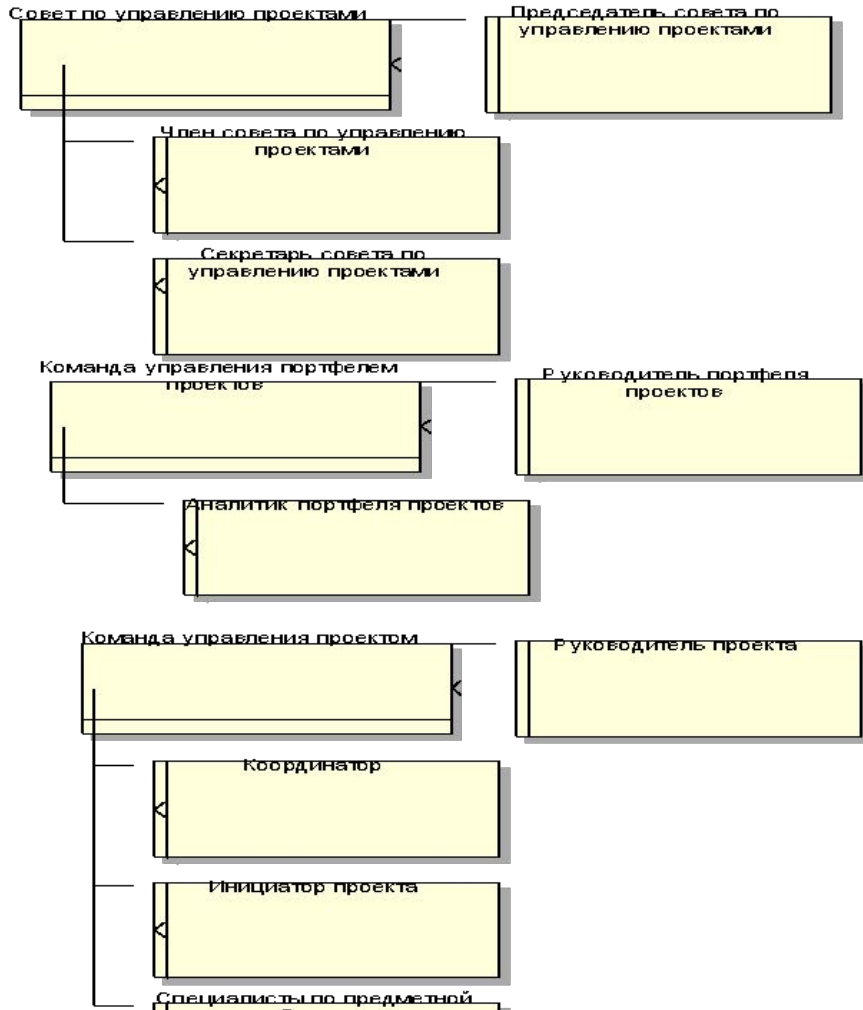 Совет по управлению проектами
Председатель совета по
управлению проектами
Член совета по управлению
проектами
Секретарь совета по
управлению проектами
Команда управления портфелем
проектов
Руководитель портфеля
проектов
Аналитик портфеля проектов
Команда управления проектом
Руководитель проекта
Координатор
Инициатор проекта
Специалисты по предметной